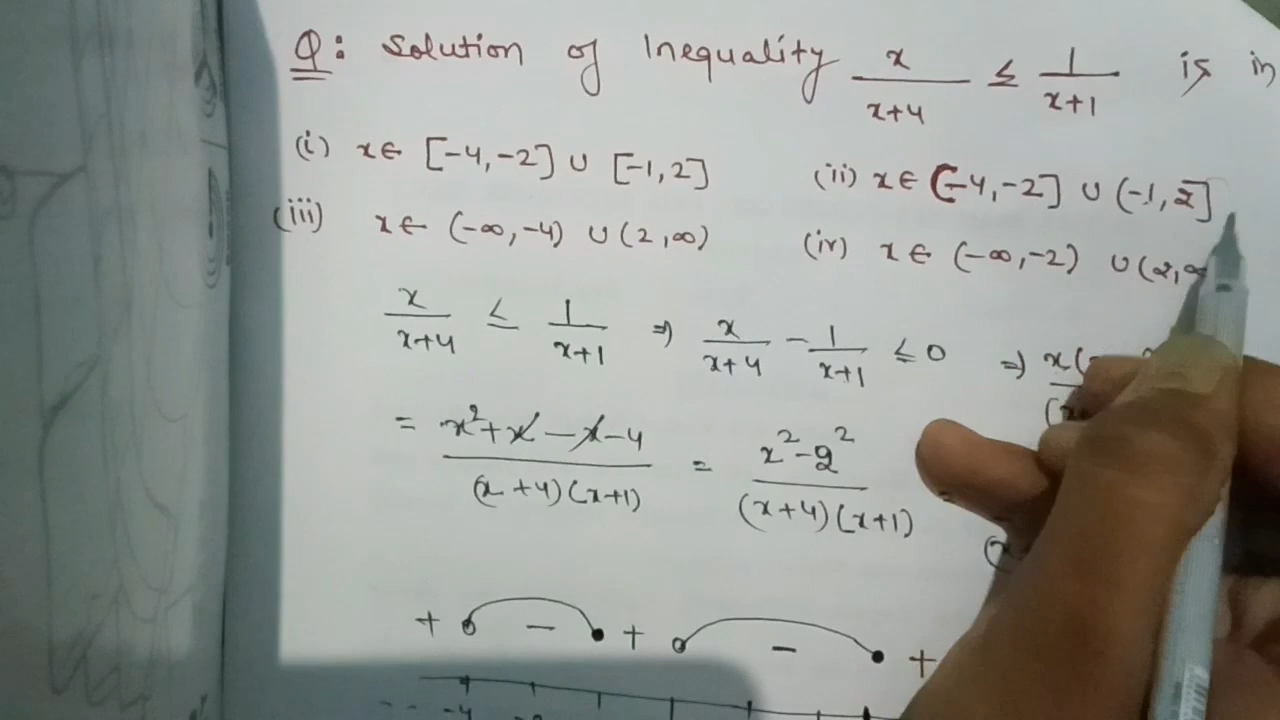 Q: Solution of Inequality x/(x+4) ≤ 1/(x+1) is in
(i) x∈ [-4,-2] ∪ [-1,2] (ii) x∈ (-4,-2] ∪ (-1,2]
(iii) x∈ (-∞,-4) ∪ (2,∞) (iv) x∈ (-∞,-2) ∪ (2,∞
x/(x+4) ≤ 1/(x+1) ⇒ x/(x+4) - 1/(x+1) ≤ 0 ⇒ x(
= (x²+x-x-4)/((x+4)(x+1)) = (x²-2²)/((x+4)(x+1))
+ - + - +
-4